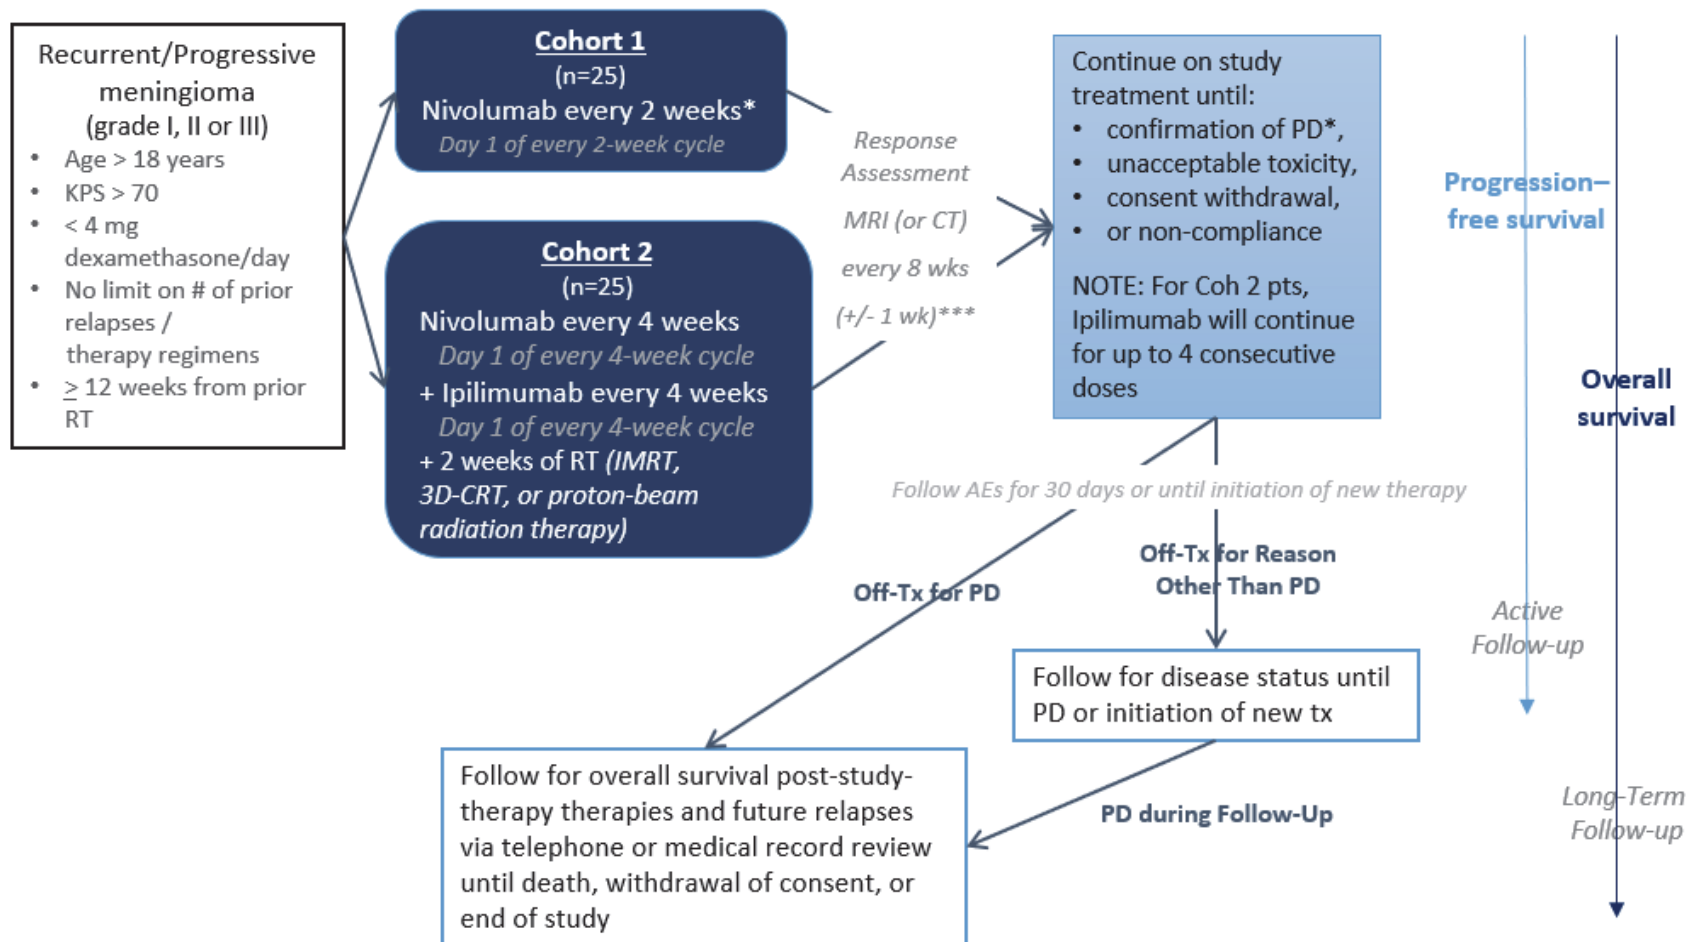 Recurrent/Progressive
meningioma
(grade I, II or III)
• Age > 18 years
• KPS > 70
• < 4 mg
dexamethasone/day
• No limit on # of prior
relapses /
therapy regimens
• ≥ 12 weeks from prior
RT
Cohort 1
(n=25)
Nivolumab every 2 weeks*
Day 1 of every 2-week cycle
Cohort 2
(n=25)
Nivolumab every 4 weeks
Day 1 of every 4-week cycle
+ Ipilimumab every 4 weeks
Day 1 of every 4-week cycle
+ 2 weeks of RT (IMRT,
3D-CRT, or proton-beam
radiation therapy)
Response
Assessment
MRI (or CT)
every 8 wks
(+/- 1 wk)***
Continue on study
treatment until:
• confirmation of PD*,
• unacceptable toxicity,
• consent withdrawal,
• or non-compliance
NOTE: For Coh 2 pts,
Ipilimumab will continue
for up to 4 consecutive
doses
Progression–
free survival
Overall
survival
Follow AEs for 30 days or until initiation of new therapy
Off-Tx for PD
Off-Tx for Reason
Other Than PD
Active
Follow-up
Follow for disease status until
PD or initiation of new tx
Follow for overall survival post-study-
therapy therapies and future relapses
via telephone or medical record review
until death, withdrawal of consent, or
end of study
PD during Follow-Up
Long-Term
Follow-up